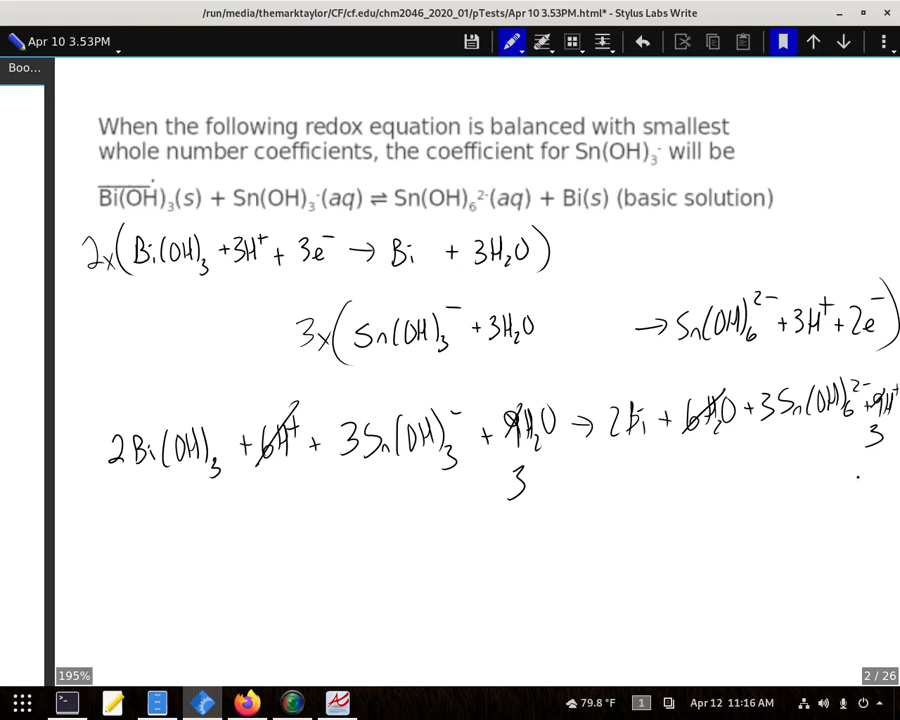 /run/media/themarktaylor/CF/cf.edu/chm2046_2020_01/pTests/Apr 10 3.53PM.html* - Stylus Labs Write
Apr 10 3.53PM
Boo...
When the following redox equation is balanced with smallest
whole number coefficients, the coefficient for Sn(OH)₃⁻ will be
Bi(OH)₃(s) + Sn(OH)₃⁻(aq) ⇌ Sn(OH)₆²⁻(aq) + Bi(s) (basic solution)
2x(Bi(OH)₃ +3H⁺ + 3e⁻ → Bi + 3H₂O)
3x(Sn(OH)₃⁻ +3H₂O → Sn(OH)₆²⁻ +3H⁺ +2e⁻)
2Bi(OH)₃ + 6H⁺ + 3Sn(OH)₃⁻ + 9H₂O → 2Bi + 6H₂O +3Sn(OH)₆²⁻ +9H⁺
3 3
195% 2 / 26
79.8 °F 1 Apr 12 11:16 AM